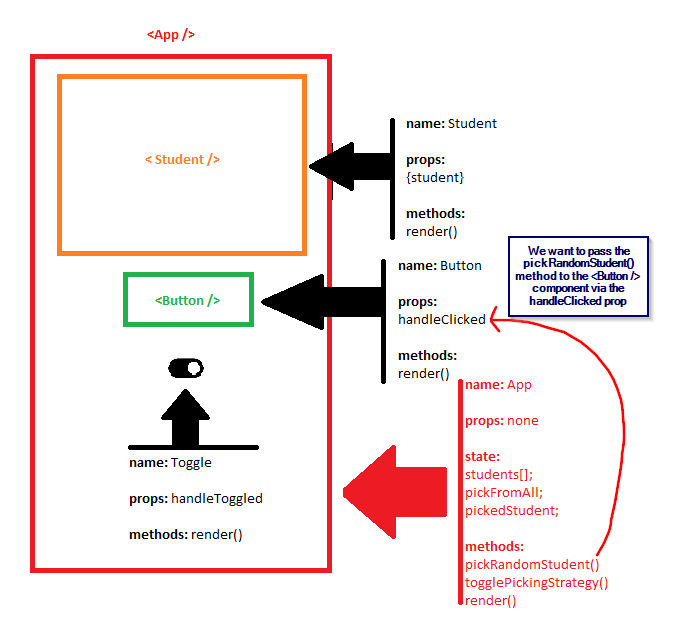 <App />
< Student />
name: Student
props:
{student}
methods:
render()
<Button />
name: Button
props:
handleClicked
methods:
render()
We want to pass the
pickRandomStudent()
method to the <Button />
component via the
handleClicked prop
name: Toggle
props: handleToggled
methods: render()
name: App
props: none
state:
students[];
pickFromAll;
pickedStudent;
methods:
pickRandomStudent()
togglePickingStrategy()
render()